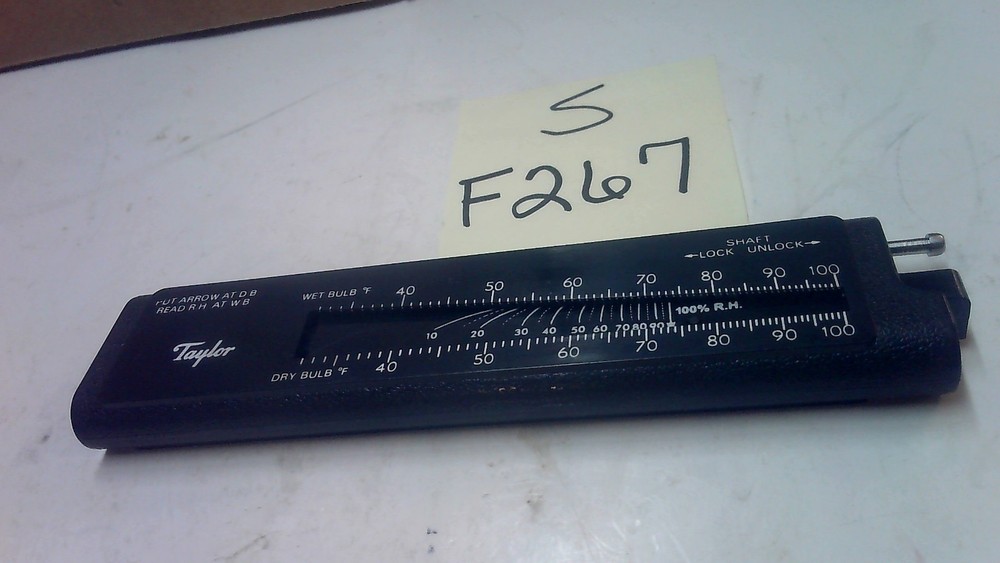 S
F267
SHAFT
←LOCK UNLOCK→
PUT ARROW AT D B
READ R.H. AT W B
WET BULB °F 40 50 60 70 80 90 100
100% R.H.
10 20 30 40 50 60 70 80 90
Taylor
DRY BULB °F 40 50 60 70 80 90 100